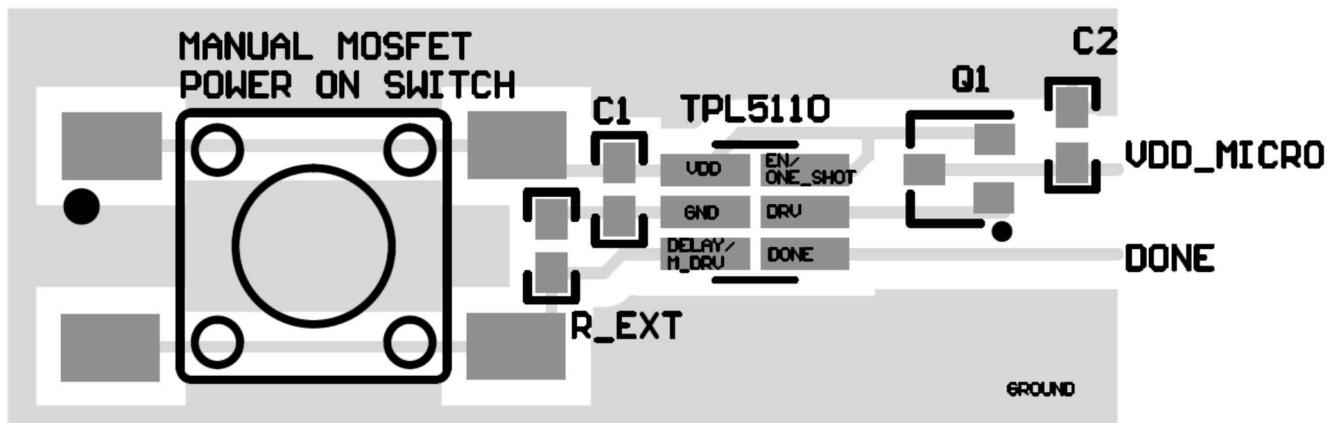 MANUAL MOSFET
POWER ON SWITCH
C1
TPL5110
Q1
C2
VDD
EN/
ONE_SHOT
VDD_MICRO
GND
DRV
DELAY/
M_DRV
DONE
DONE
R_EXT
GROUND